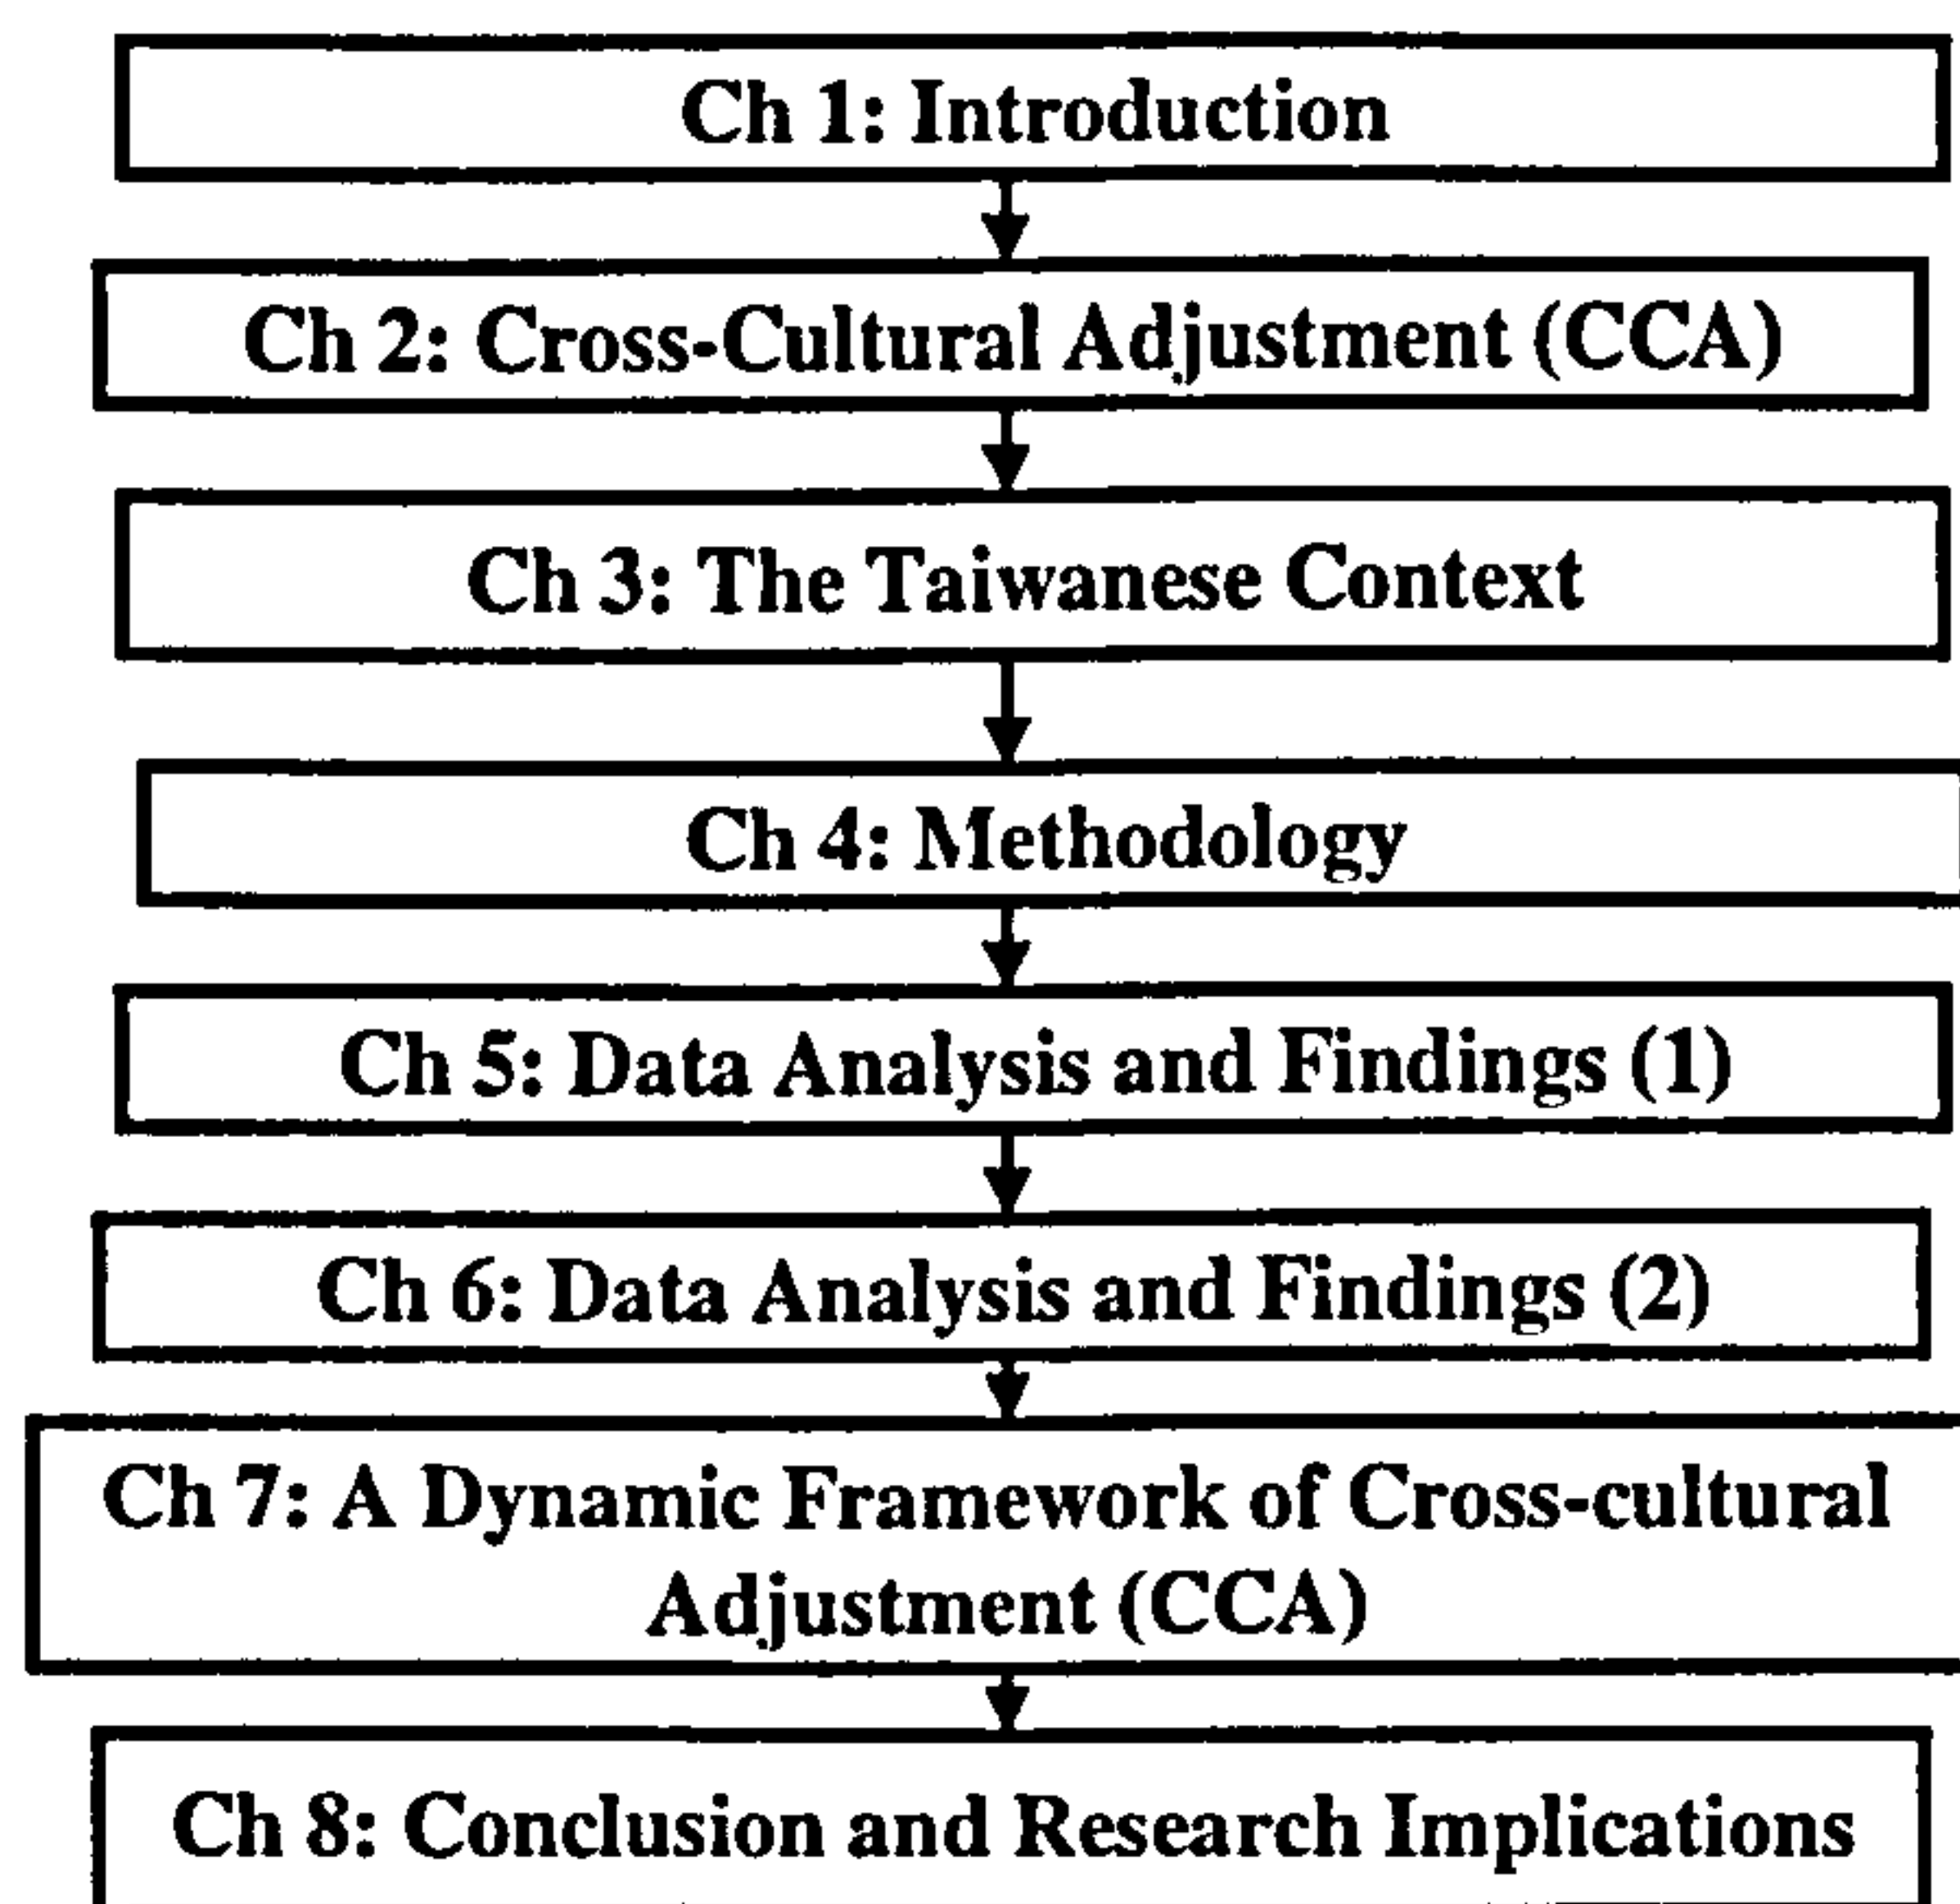 Ch 1: Introduction
Ch 2: Cross-Cultural Adjustment (CCA)
Ch 3: The Taiwanese Context
Ch 4: Methodology
Ch 5: Data Analysis and Findings (1)
Ch 6: Data Analysis and Findings (2)
Ch 7: A Dynamic Framework of Cross-cultural
Adjustment (CCA)
Ch 8: Conclusion and Research Implications